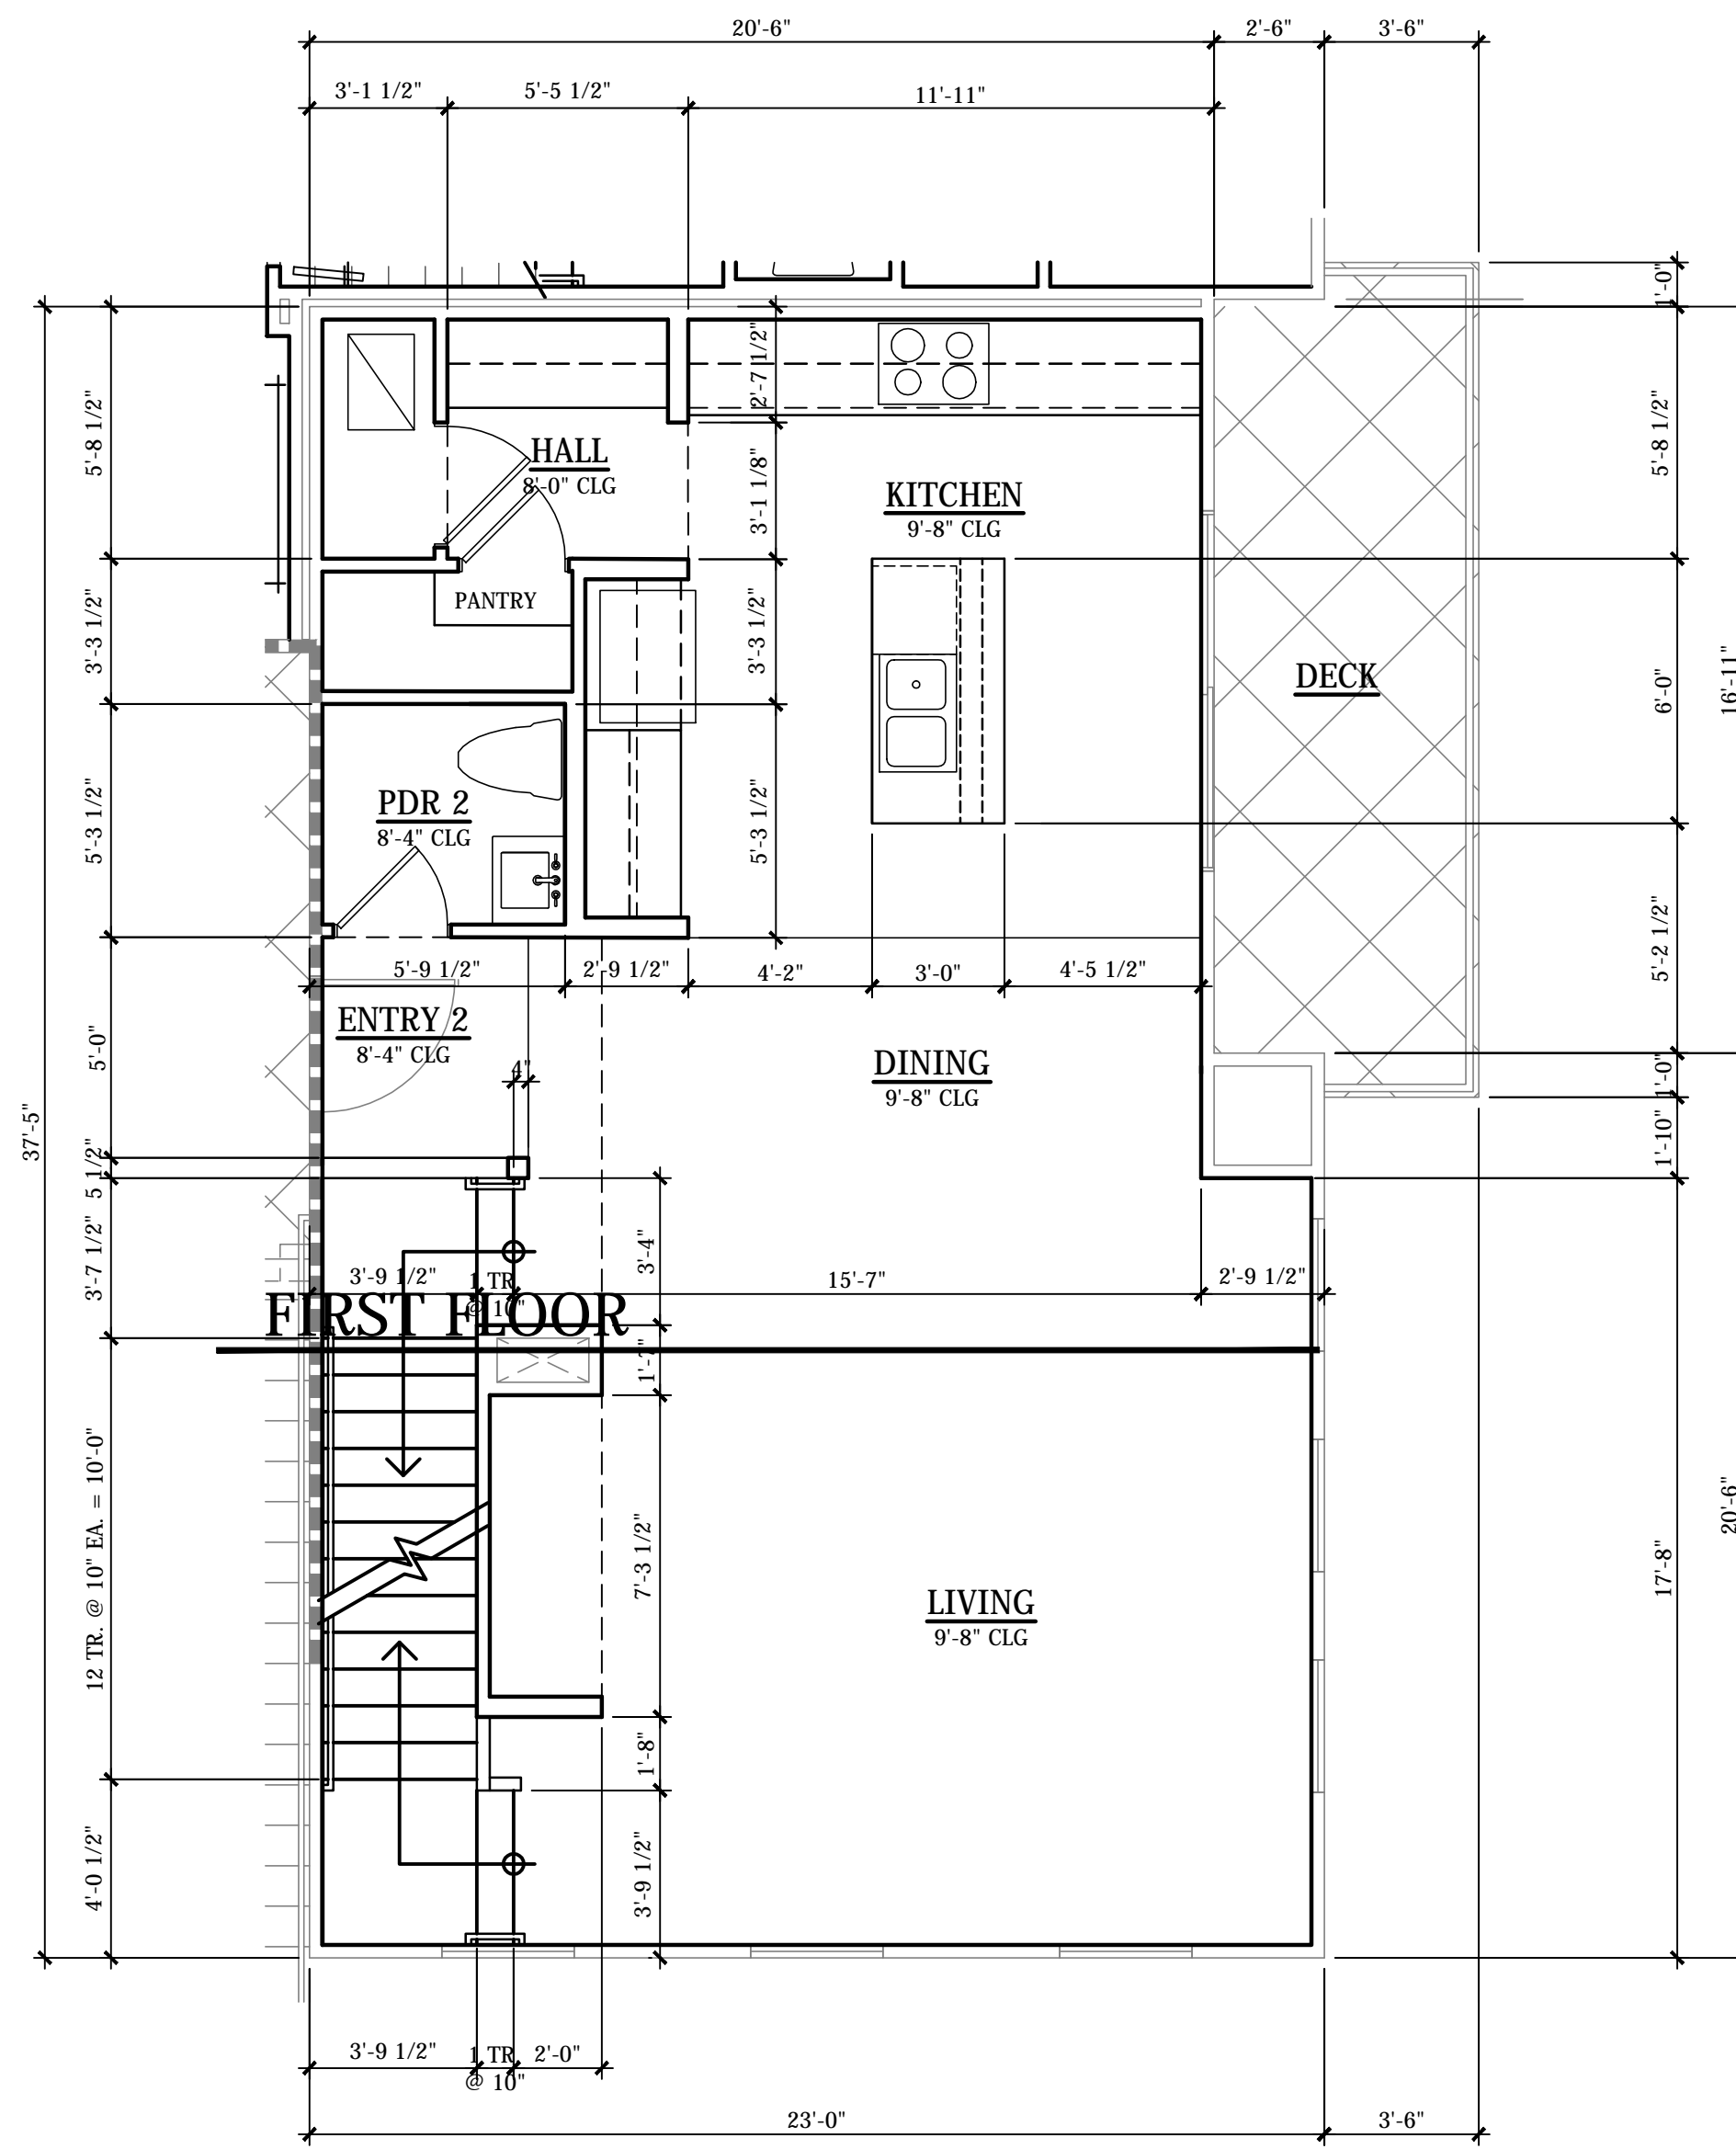 20'-6" 2'-6" 3'-6"
3'-1 1/2" 5'-5 1/2" 11'-11"
1'-0"
2'-7 1/2"
5'-8 1/2"
5'-8 1/2"
HALL
8'-0" CLG
3'-1 1/8"
KITCHEN
9'-8" CLG
PANTRY
3'-3 1/2"
3'-3 1/2"
DECK
6'-0"
16'-11"
PDR 2
8'-4" CLG
5'-3 1/2"
5'-3 1/2"
5'-2 1/2"
5'-9 1/2" 2'-9 1/2" 4'-2" 3'-0" 4'-5 1/2"
ENTRY 2
8'-4" CLG
5'-0"
4"
DINING
9'-8" CLG
1'-0"
37'-5"
1'-10"
5 1/2"
3'-7 1/2"
3'-4"
3'-9 1/2" 1 TR 15'-7" 2'-9 1/2"
@ 10"
FIRST FLOOR
1'-7"
12 TR. @ 10" EA. = 10'-0"
7'-3 1/2"
17'-8"
20'-6"
LIVING
9'-8" CLG
1'-8"
4'-0 1/2"
3'-9 1/2"
3'-9 1/2" 1 TR 2'-0"
@ 10"
23'-0" 3'-6"